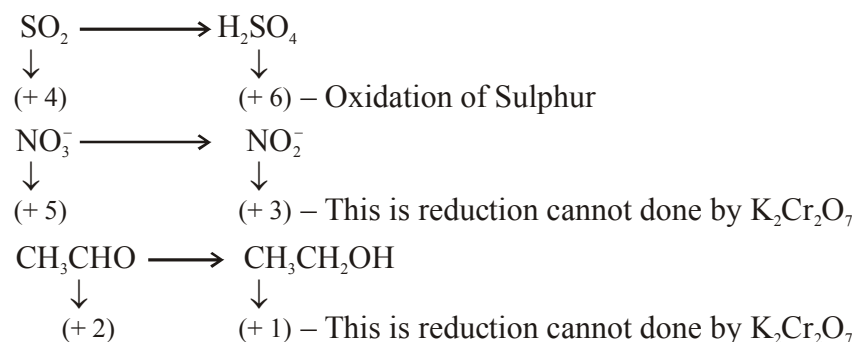 SO₂ ⟶ H₂SO₄
↓ ↓
(+ 4) (+ 6) – Oxidation of Sulphur
NO₃⁻ ⟶ NO₂⁻
↓ ↓
(+ 5) (+ 3) – This is reduction cannot done by K₂Cr₂O₇
CH₃CHO ⟶ CH₃CH₂OH
↓ ↓
(+ 2) (+ 1) – This is reduction cannot done by K₂Cr₂O₇